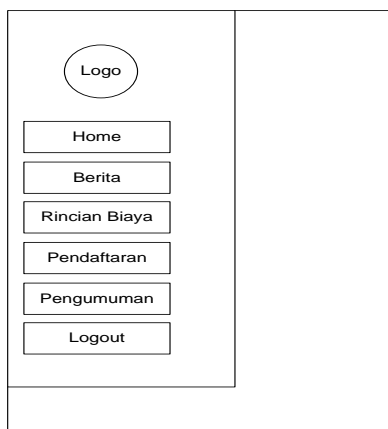 Logo
Home
Berita
Rincian Biaya
Pendaftaran
Pengumuman
Logout